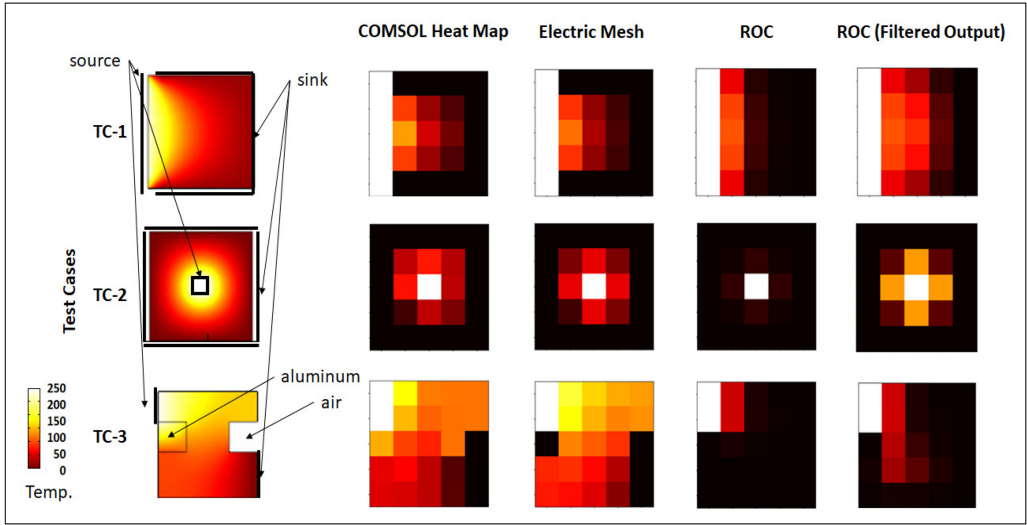 COMSOL Heat Map Electric Mesh ROC ROC (Filtered Output)
source
sink
TC-1
Test Cases
TC-2
aluminum
air
TC-3
250
200
150
100
50
0
Temp.